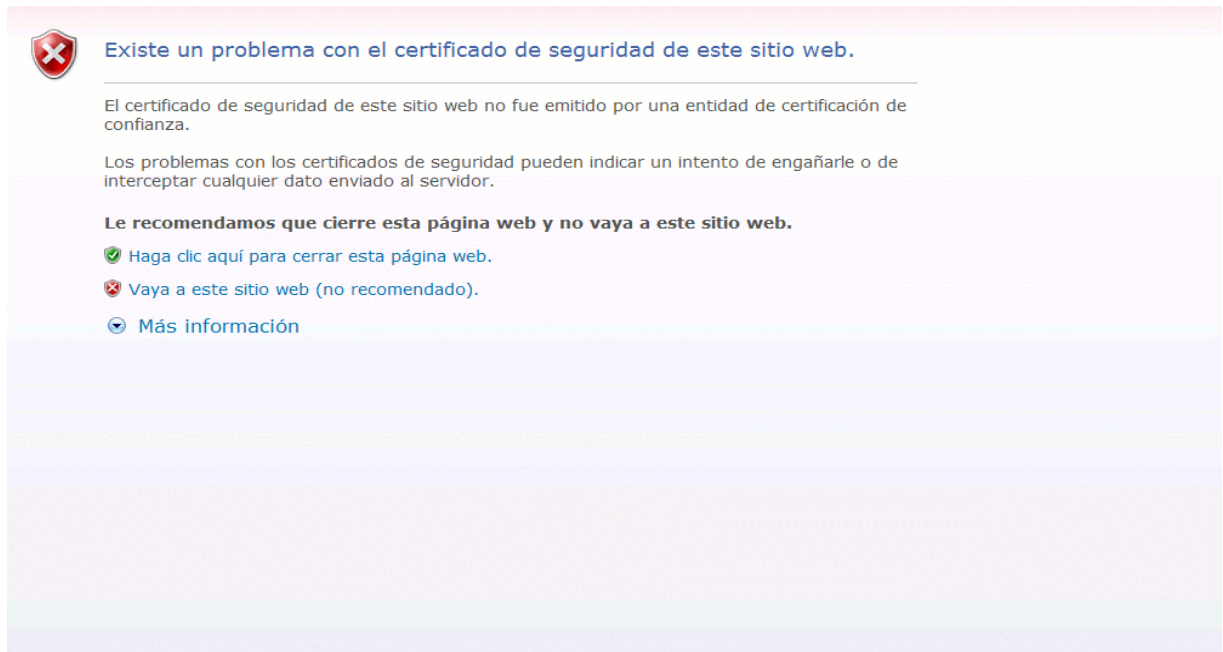 Existe un problema con el certificado de seguridad de este sitio web.
El certificado de seguridad de este sitio web no fue emitido por una entidad de certificación de
confianza.
Los problemas con los certificados de seguridad pueden indicar un intento de engañarle o de
interceptar cualquier dato enviado al servidor.
Le recomendamos que cierre esta página web y no vaya a este sitio web.
Haga clic aquí para cerrar esta página web.
Vaya a este sitio web (no recomendado).
Más información